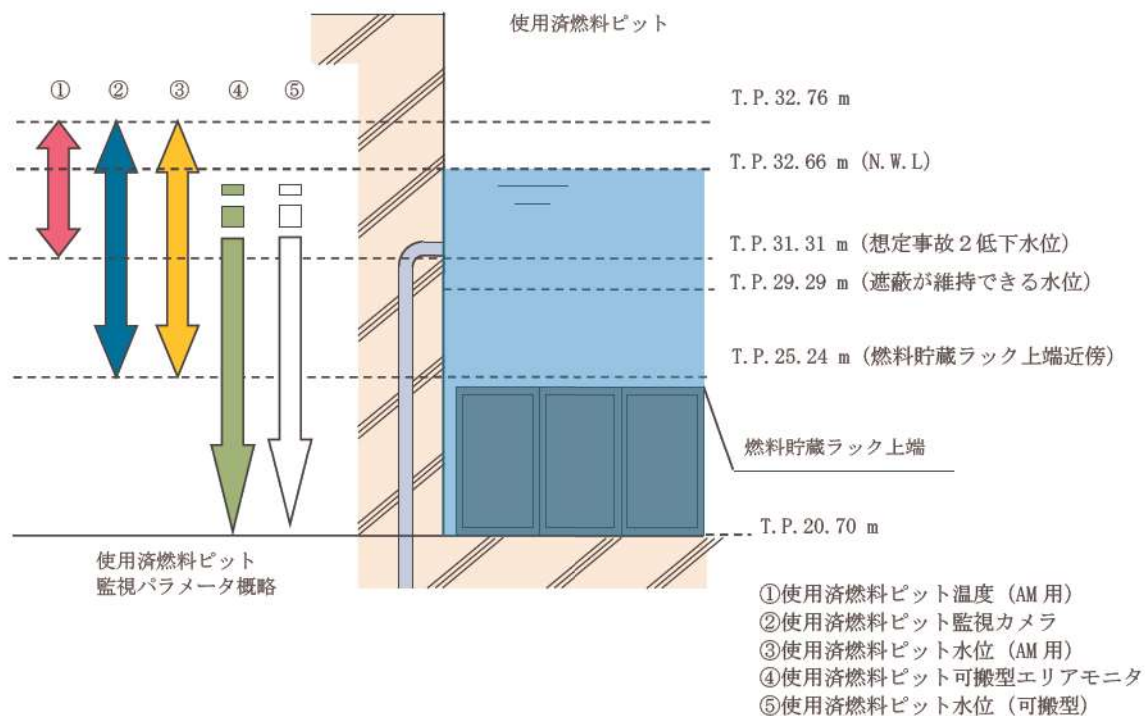 使用済燃料ピット
① ② ③ ④ ⑤
T.P.32.76 m
T.P.32.66 m (N.W.L)
T.P.31.31 m (想定事故2低下水位)
T.P.29.29 m (遮蔽が維持できる水位)
T.P.25.24 m (燃料貯蔵ラック上端近傍)
燃料貯蔵ラック上端
T.P.20.70 m
使用済燃料ピット
監視パラメータ概略
①使用済燃料ピット温度 (AM用)
②使用済燃料ピット監視カメラ
③使用済燃料ピット水位 (AM用)
④使用済燃料ピット可搬型エリアモニタ
⑤使用済燃料ピット水位 (可搬型)